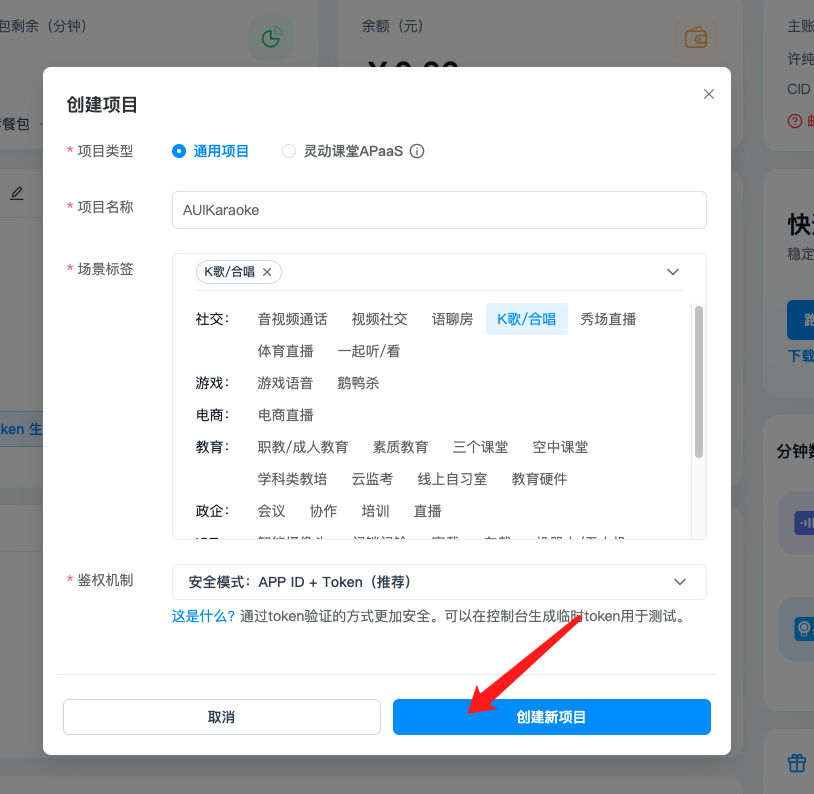 包剩余（分钟）
余额（元）
主账
许纯
CID
餐包
创建项目
* 项目类型
通用项目
灵动课堂APaaS
* 项目名称
AUIKaraoke
* 场景标签
K歌/合唱 ×
社交： 音视频通话 视频社交 语聊房 K歌/合唱 秀场直播
体育直播 一起听/看
游戏： 游戏语音 鹅鸭杀
电商： 电商直播
教育： 职教/成人教育 素质教育 三个课堂 空中课堂
学科类教培 云监考 线上自习室 教育硬件
政企： 会议 协作 培训 直播
* 鉴权机制
安全模式：APP ID + Token（推荐）
这是什么? 通过token验证的方式更加安全。可以在控制台生成临时token用于测试。
取消
创建新项目
稳定
下载
ken 生
分钟数